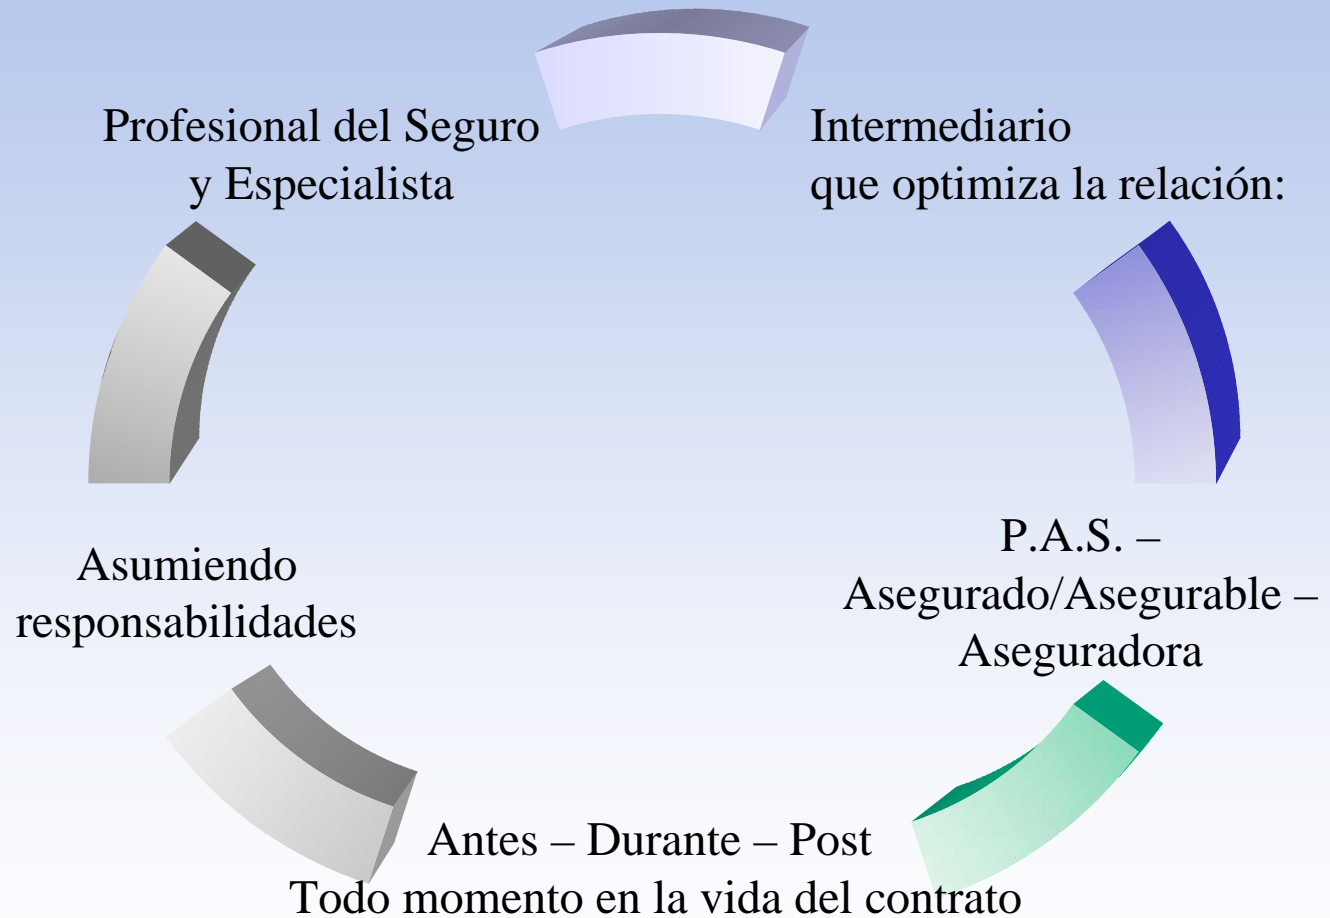 Profesional del Seguro
y Especialista
Intermediario
que optimiza la relación:
P.A.S. –
Asegurado/Asegurable –
Aseguradora
Antes – Durante – Post
Todo momento en la vida del contrato
Asumiendo
responsabilidades